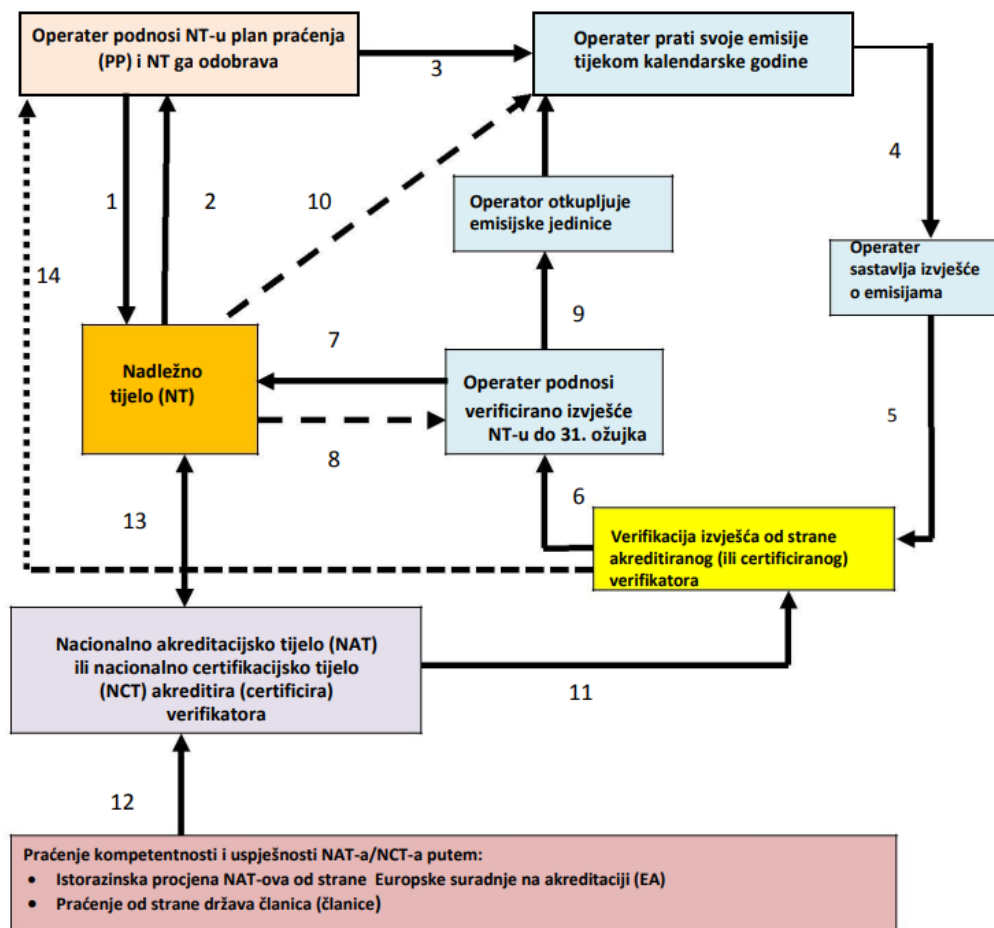 Operater podnosi NT-u plan praćenja
(PP) i NT ga odobrava
3
Operater prati svoje emisije
tijekom kalendarske godine
4
1
2
10
Operator otkupljuje
emisijske jedinice
Operater
sastavlja izvješće
o emisijama
14
9
7
Nadležno
tijelo (NT)
Operater podnosi
verificirano izvješće
NT-u do 31. ožujka
5
8
6
13
Verifikacija izvješća od strane
akreditiranog (ili certificiranog)
verifikatora
Nacionalno akreditacijsko tijelo (NAT)
ili nacionalno certifikacijsko tijelo
(NCT) akreditira (certificira)
verifikatora
11
12
Praćenje kompetentnosti i uspješnosti NAT-a/NCT-a putem:
• Istorazinska procjena NAT-ova od strane Europske suradnje na akreditaciji (EA)
• Praćenje od strane država članica (članice)